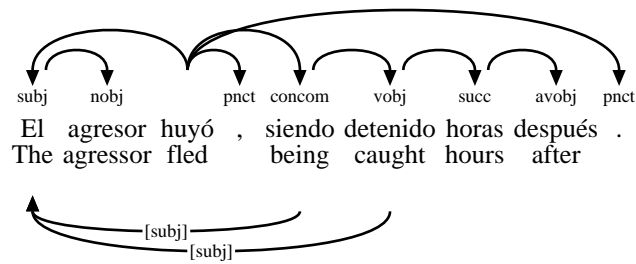 subj nobj pnct concom vobj succ avobj pnct
El agresor huyó , siendo detenido horas después .
The agressor fled being caught hours after
[subj]
[subj]